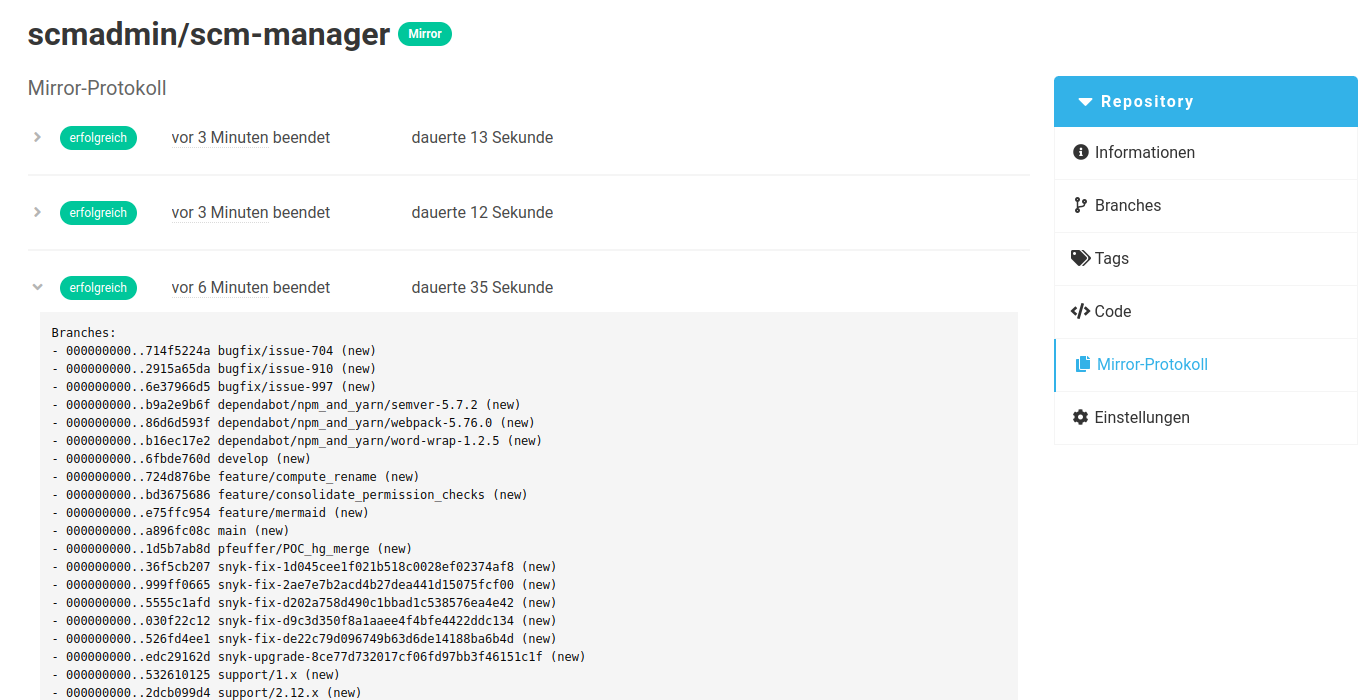 scmadmin/scm-manager Mirror
Mirror-Protokoll
erfolgreich vor 3 Minuten beendet dauerte 13 Sekunde
erfolgreich vor 3 Minuten beendet dauerte 12 Sekunde
erfolgreich vor 6 Minuten beendet dauerte 35 Sekunde
Branches:
- 000000000..714f5224a bugfix/issue-704 (new)
- 000000000..2915a65da bugfix/issue-910 (new)
- 000000000..6e37966d5 bugfix/issue-997 (new)
- 000000000..b9a2e9b6f dependabot/npm_and_yarn/semver-5.7.2 (new)
- 000000000..86d6d593f dependabot/npm_and_yarn/webpack-5.76.0 (new)
- 000000000..b16ec17e2 dependabot/npm_and_yarn/word-wrap-1.2.5 (new)
- 000000000..6fbde760d develop (new)
- 000000000..724d876be feature/compute_rename (new)
- 000000000..bd3675686 feature/consolidate_permission_checks (new)
- 000000000..e75ffc954 feature/mermaid (new)
- 000000000..a896fc08c main (new)
- 000000000..1d5b7ab8d pfeuffer/POC_hg_merge (new)
- 000000000..36f5cb207 snyk-fix-1d045cee1f021b518c0028ef02374af8 (new)
- 000000000..999ff0665 snyk-fix-2ae7e7b2acd4b27dea441d15075fcf00 (new)
- 000000000..5555c1afd snyk-fix-d202a758d490c1bbad1c538576ea4e42 (new)
- 000000000..030f22c12 snyk-fix-d9c3d350f8a1aaee4f4bfe4422ddc134 (new)
- 000000000..526fd4ee1 snyk-fix-de22c79d096749b63d6de14188ba6b4d (new)
- 000000000..edc29162d snyk-upgrade-8ce77d732017cf06fd97bb3f46151c1f (new)
- 000000000..532610125 support/1.x (new)
- 000000000..2dcb099d4 support/2.12.x (new)
Repository
Informationen
Branches
Tags
Code
Mirror-Protokoll
Einstellungen